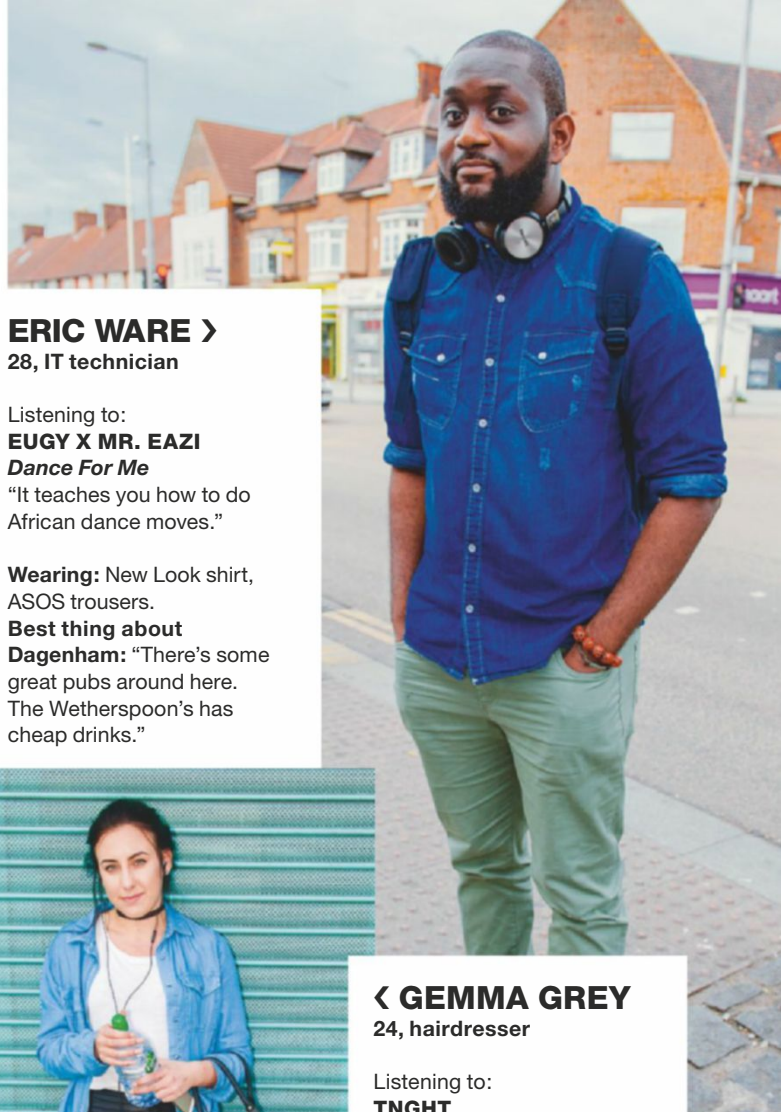 ERIC WARE ❯
28, IT technician
Listening to:
EUGY X MR. EAZI
Dance For Me
“It teaches you how to do
African dance moves.”
Wearing: New Look shirt,
ASOS trousers.
Best thing about
Dagenham: “There’s some
great pubs around here.
The Wetherspoon’s has
cheap drinks.”
❮ GEMMA GREY
24, hairdresser
Listening to:
TNGHT